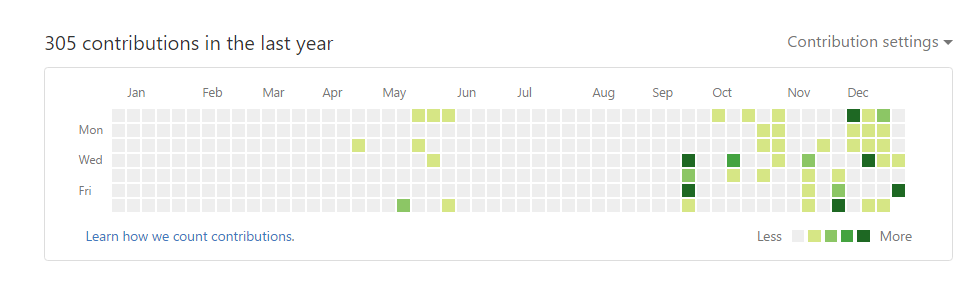 305 contributions in the last year
Contribution settings
Jan Feb Mar Apr May Jun Jul Aug Sep Oct Nov Dec
Mon
Wed
Fri
Learn how we count contributions.
Less More